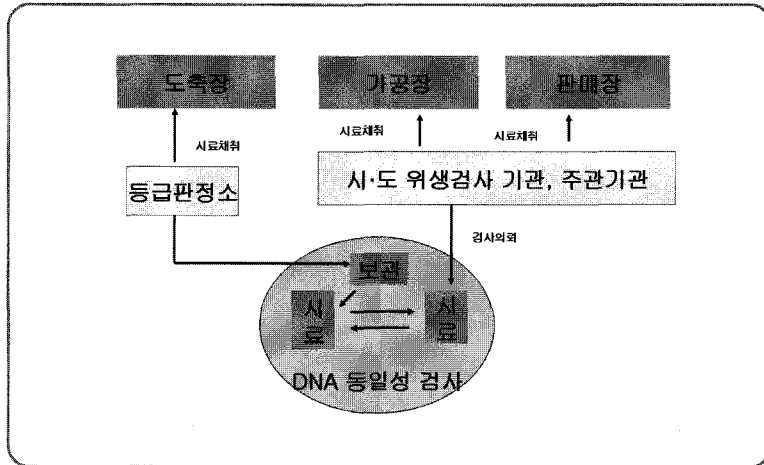 도축장
가공장
판매장
시료채취
시료채취
시료채취
등급판정소
시·도 위생검사 기관, 주관기관
검사의뢰
보관
시료
시료
DNA 동일성 검사